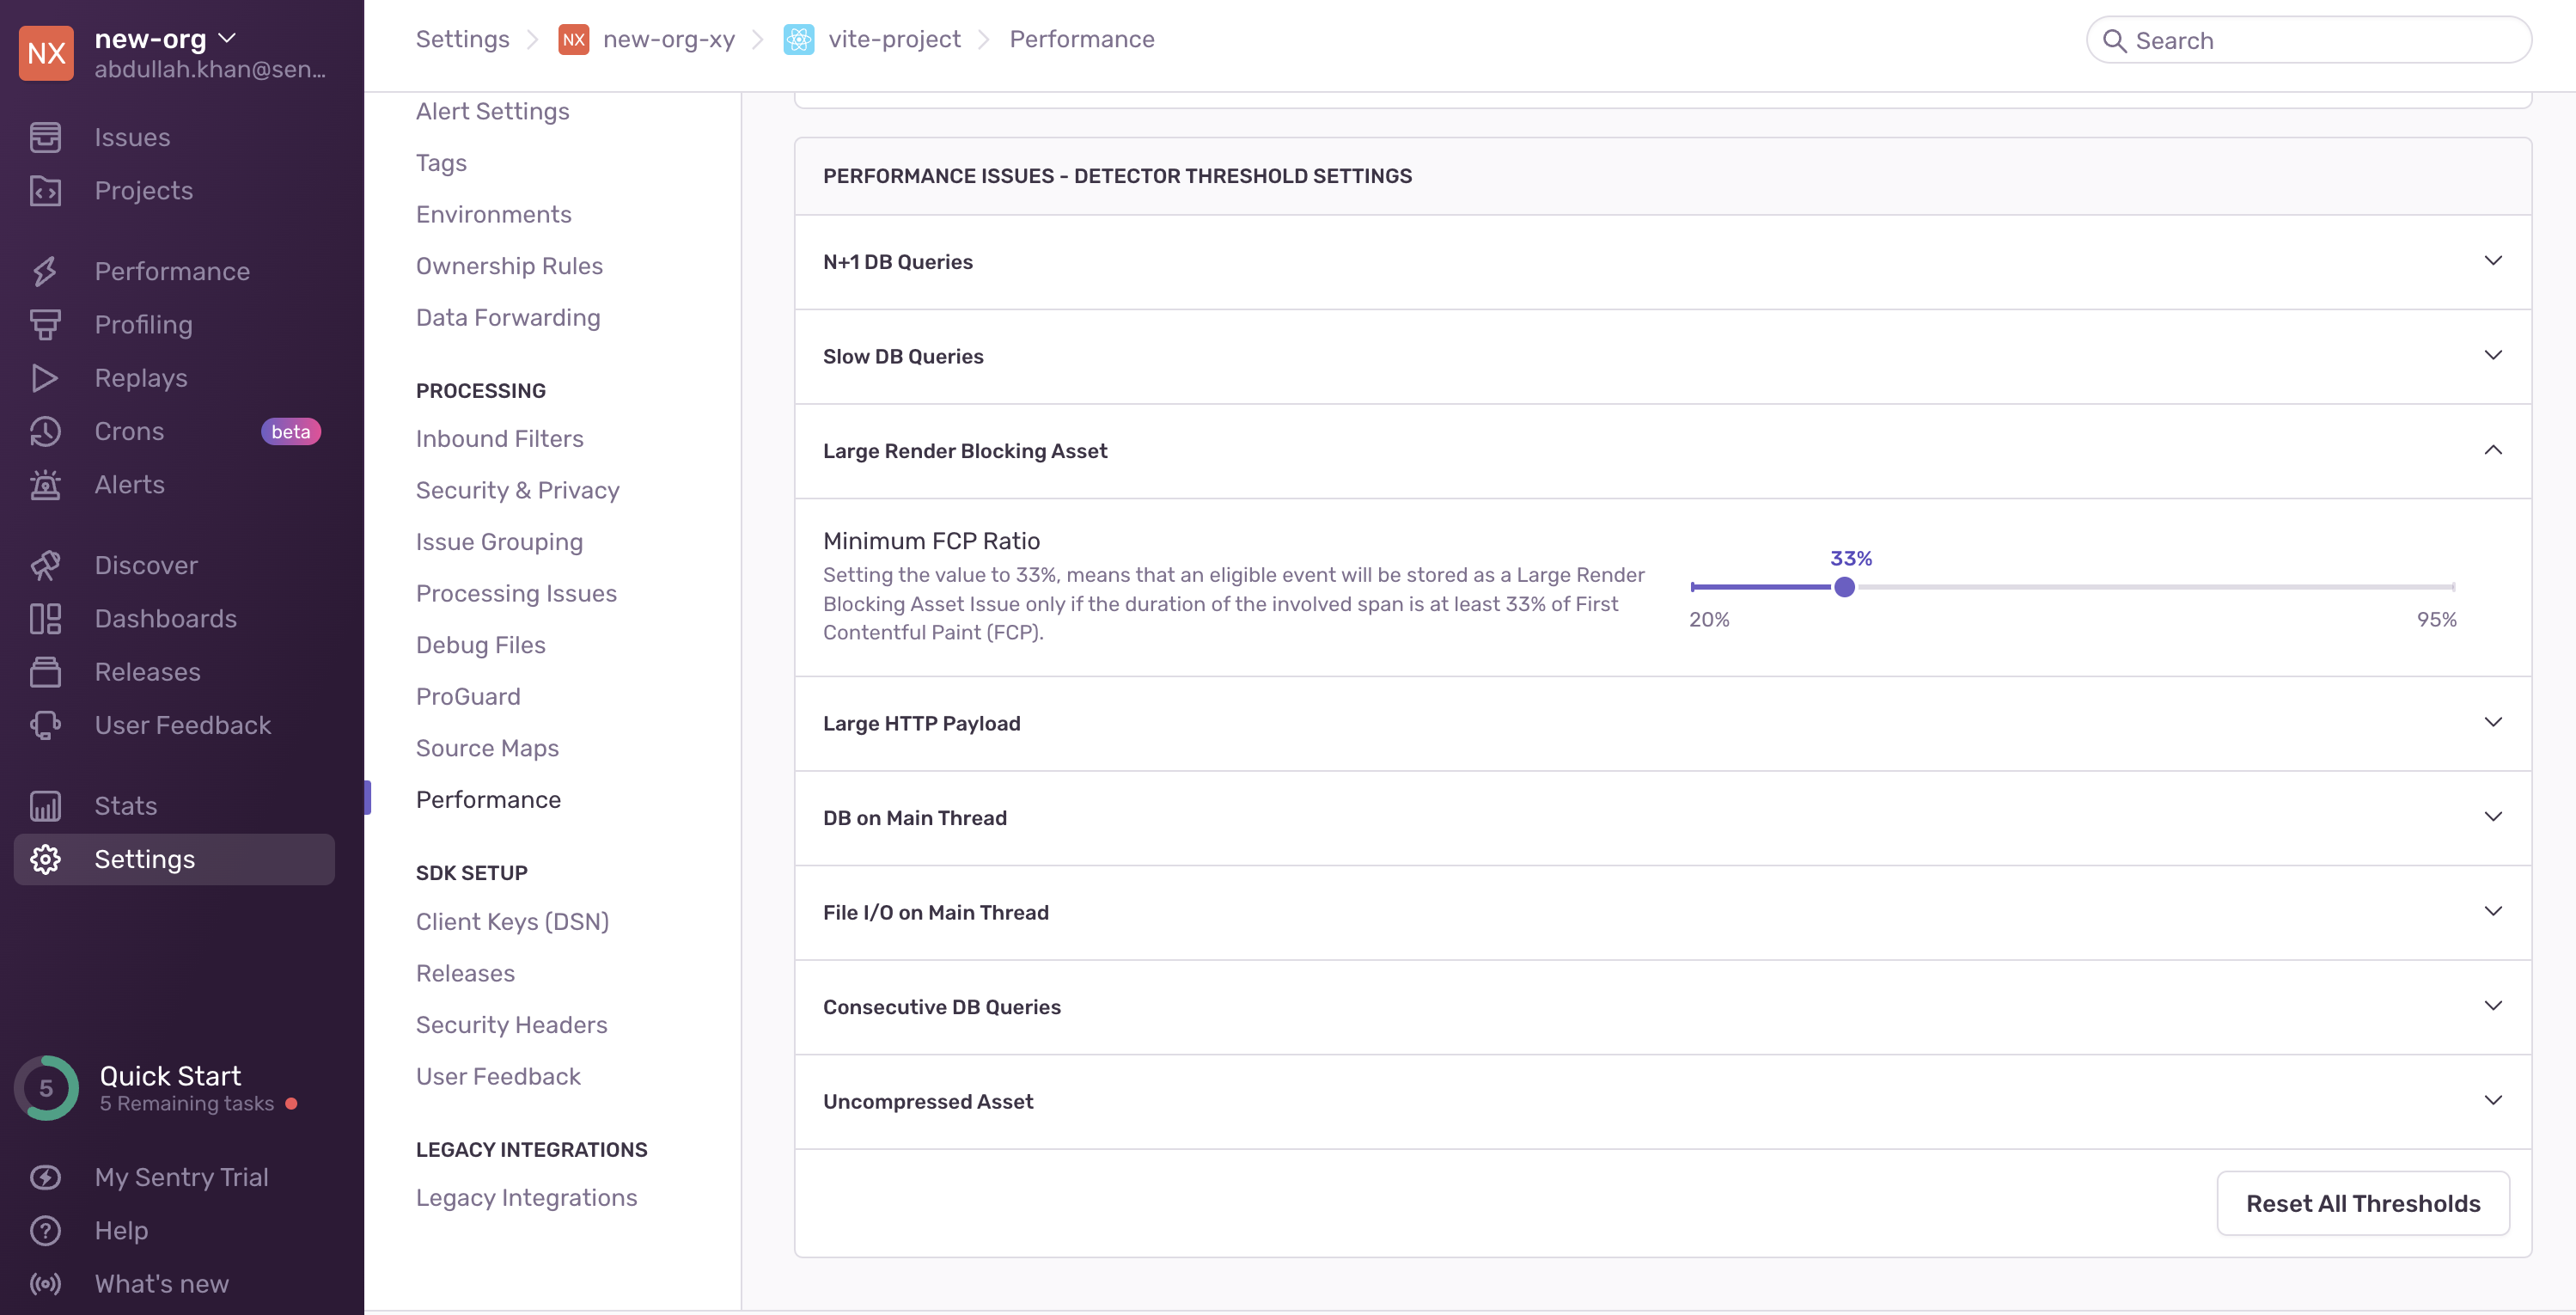 NX
new-org
abdullah.khan@sen...
Issues
Projects
Performance
Profiling
Replays
Crons beta
Alerts
Discover
Dashboards
Releases
User Feedback
Stats
Settings
5
Quick Start
5 Remaining tasks
My Sentry Trial
Help
What's new
Settings
NX new-org-xy
vite-project
Performance
Search
Alert Settings
Tags
Environments
Ownership Rules
Data Forwarding
PROCESSING
Inbound Filters
Security & Privacy
Issue Grouping
Processing Issues
Debug Files
ProGuard
Source Maps
Performance
SDK SETUP
Client Keys (DSN)
Releases
Security Headers
User Feedback
LEGACY INTEGRATIONS
Legacy Integrations
PERFORMANCE ISSUES - DETECTOR THRESHOLD SETTINGS
N+1 DB Queries
Slow DB Queries
Large Render Blocking Asset
Minimum FCP Ratio
Setting the value to 33%, means that an eligible event will be stored as a Large Render
Blocking Asset Issue only if the duration of the involved span is at least 33% of First
Contentful Paint (FCP).
33%
20%
95%
Large HTTP Payload
DB on Main Thread
File I/O on Main Thread
Consecutive DB Queries
Uncompressed Asset
Reset All Thresholds